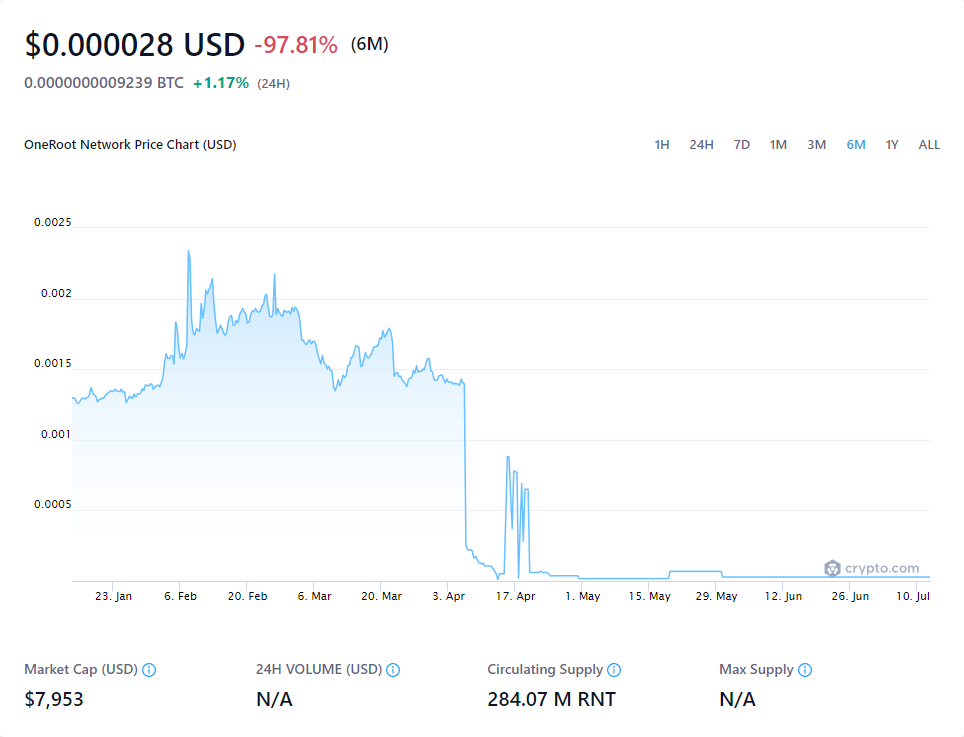 $0.000028 USD -97.81% (6M)
0.0000000009239 BTC +1.17% (24H)
OneRoot Network Price Chart (USD) 1H 24H 7D 1M 3M 6M 1Y ALL
0.0025
0.002
0.0015
0.001
0.0005
crypto.com
23. Jan 6. Feb 20. Feb 6. Mar 20. Mar 3. Apr 17. Apr 1. May 15. May 29. May 12. Jun 26. Jun 10. Jul
Market Cap (USD) 24H VOLUME (USD) Circulating Supply Max Supply
$7,953 N/A 284.07 M RNT N/A